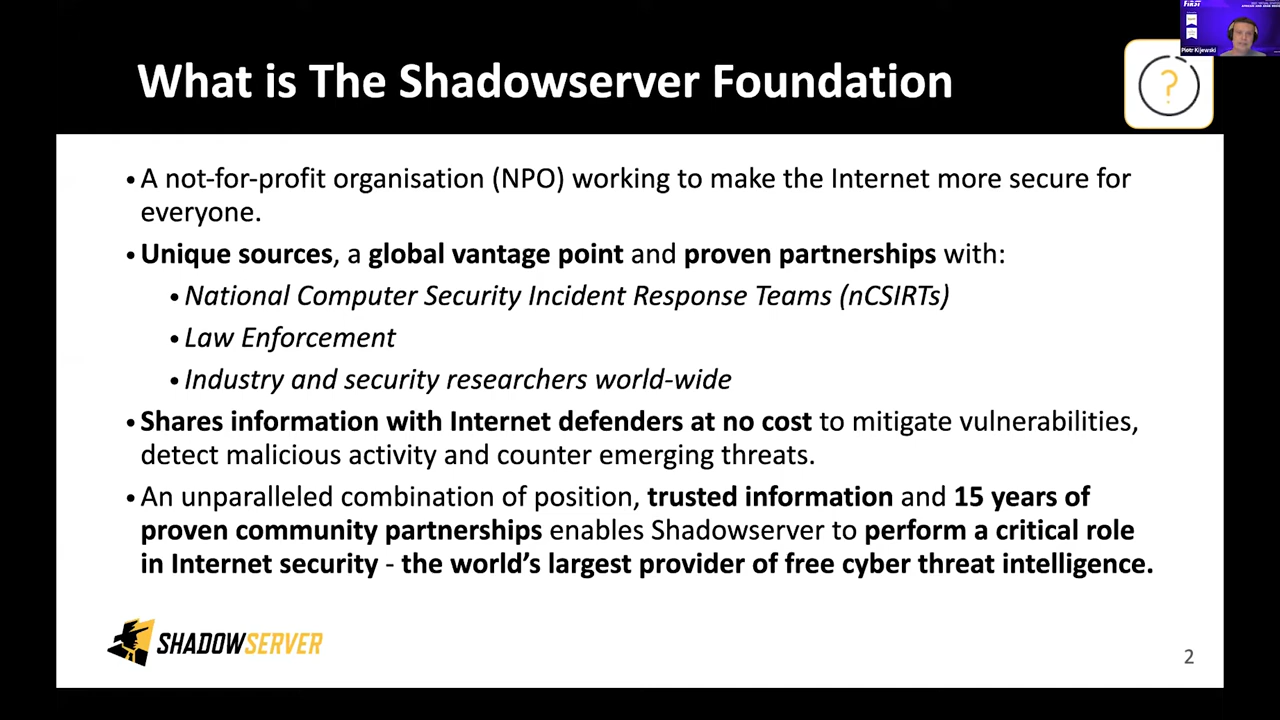 FIRST
Piotr Kijewski
What is The Shadowserver Foundation
?
• A not-for-profit organisation (NPO) working to make the Internet more secure for
everyone.
• Unique sources, a global vantage point and proven partnerships with:
• National Computer Security Incident Response Teams (nCSIRTs)
• Law Enforcement
• Industry and security researchers world-wide
• Shares information with Internet defenders at no cost to mitigate vulnerabilities,
detect malicious activity and counter emerging threats.
• An unparalleled combination of position, trusted information and 15 years of
proven community partnerships enables Shadowserver to perform a critical role
in Internet security - the world’s largest provider of free cyber threat intelligence.
SHADOWSERVER
2